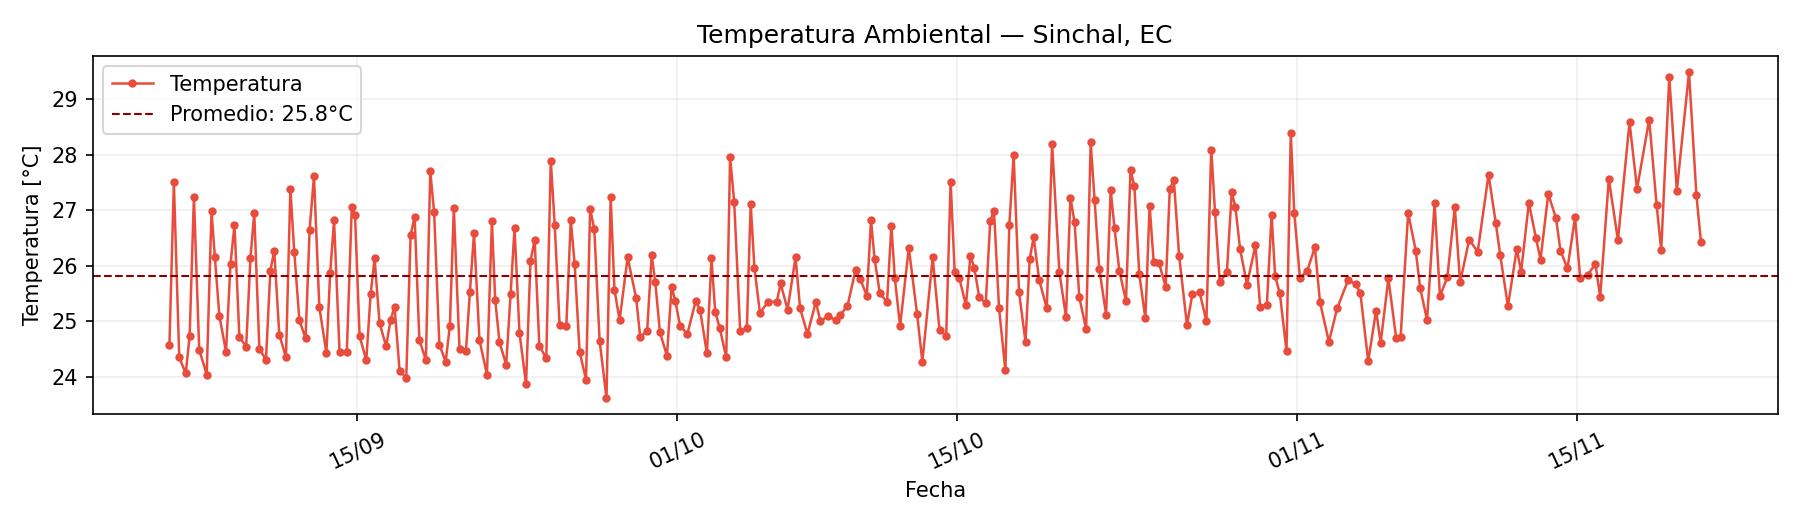 Temperatura Ambiental — Sinchal, EC
Temperatura
Promedio: 25.8°C
Temperatura [°C]
29
28
27
26
25
24
15/09
01/10
15/10
01/11
15/11
Fecha